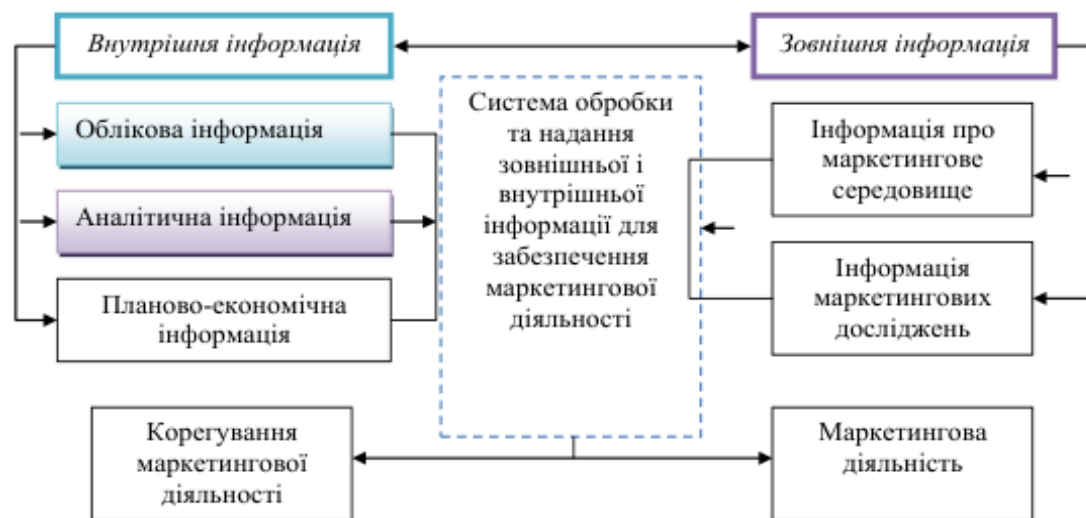 Внутрішня інформація
Зовнішня інформація
Облікова інформація
Аналітична інформація
Планово-економічна
інформація
Система обробки
та надання
зовнішньої і
внутрішньої
інформації для
забезпечення
маркетингової
діяльності
Інформація про
маркетингове
середовище
Інформація
маркетингових
досліджень
Корегування
маркетингової
діяльності
Маркетингова
діяльність